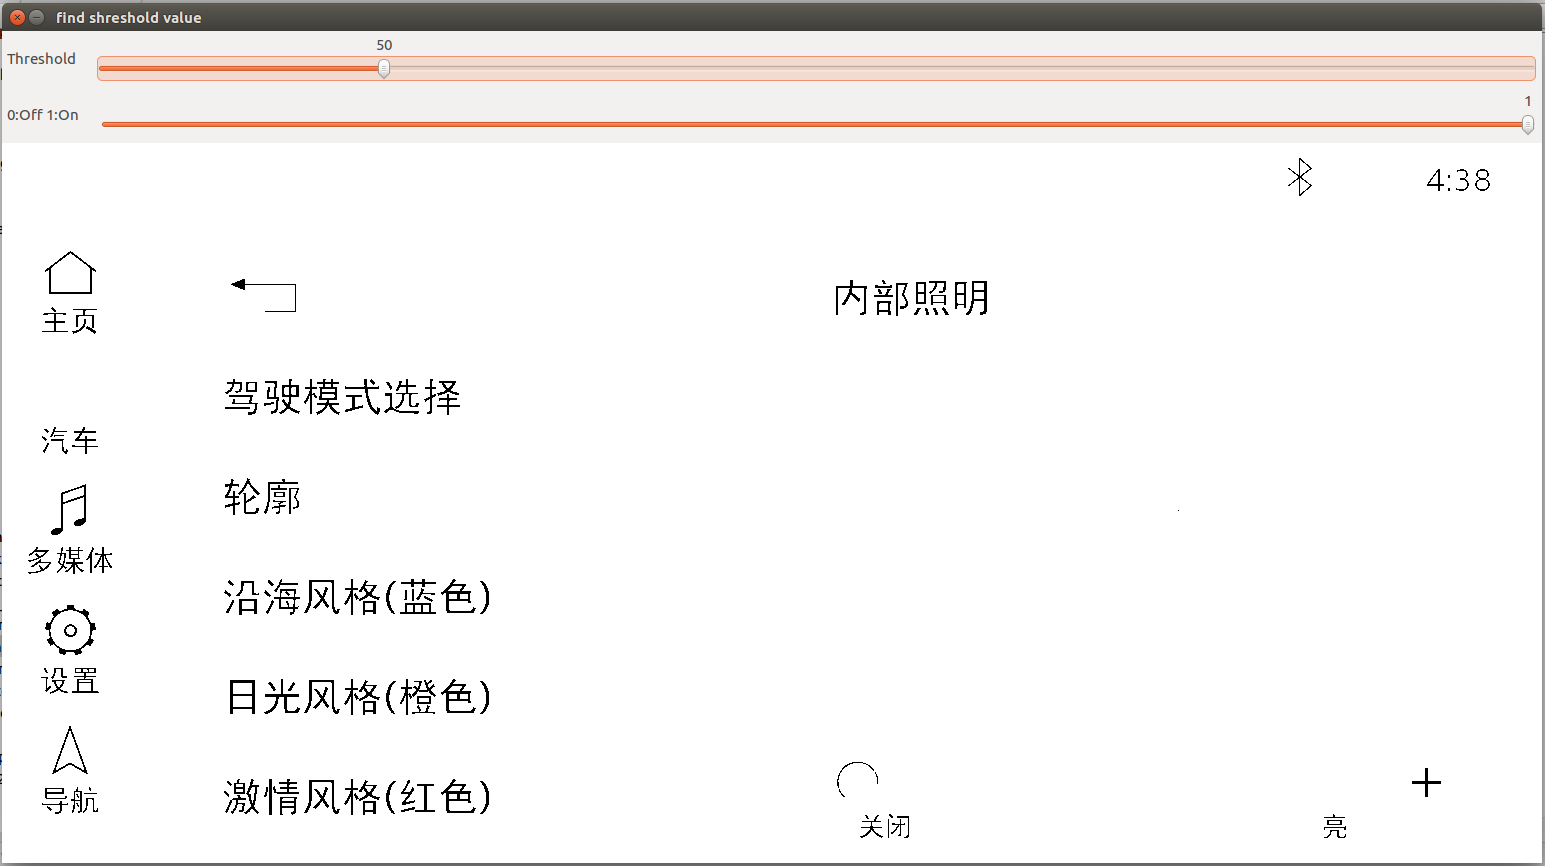 find shreshold value
50
Threshold
1
0:Off 1:On
4:38
主页
内部照明
驾驶模式选择
汽车
轮廓
多媒体
沿海风格(蓝色)
设置
日光风格(橙色)
导航
激情风格(红色)
关闭
亮